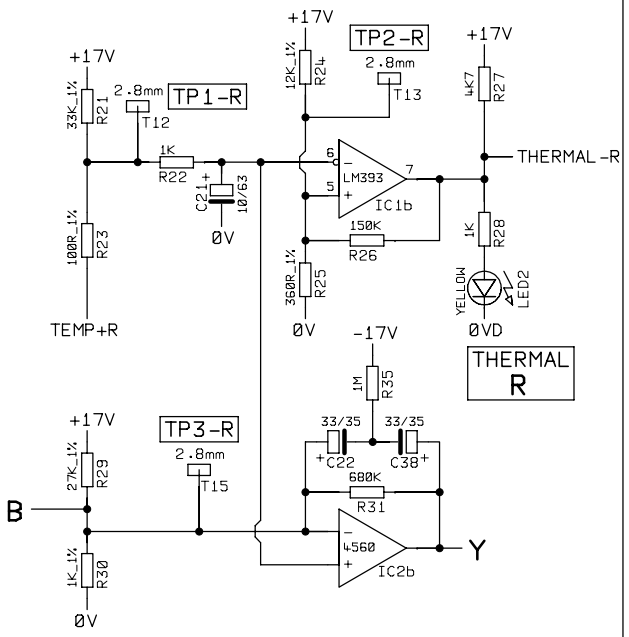 +17V
12K_1%
R24
TP2-R
2.8mm
T13
+17V
4K7
R27
+17V
33K_1%
R21
2.8mm
T12
TP1-R
1K
R22
C21
+
10/63
0V
6
-
5
+
LM393
7
IC1b
THERMAL-R
150K
R26
100R_1%
R23
TEMP+R
360R_1%
R25
0V
1K
R28
YELLOW
LED2
0VD
THERMAL
R
-17V
1M
R35
33/35
33/35
+
C22
C38
+
680K
R31
+17V
27K_1%
R29
TP3-R
2.8mm
T15
B
1K_1%
R30
0V
-
4560
+
IC2b
Y